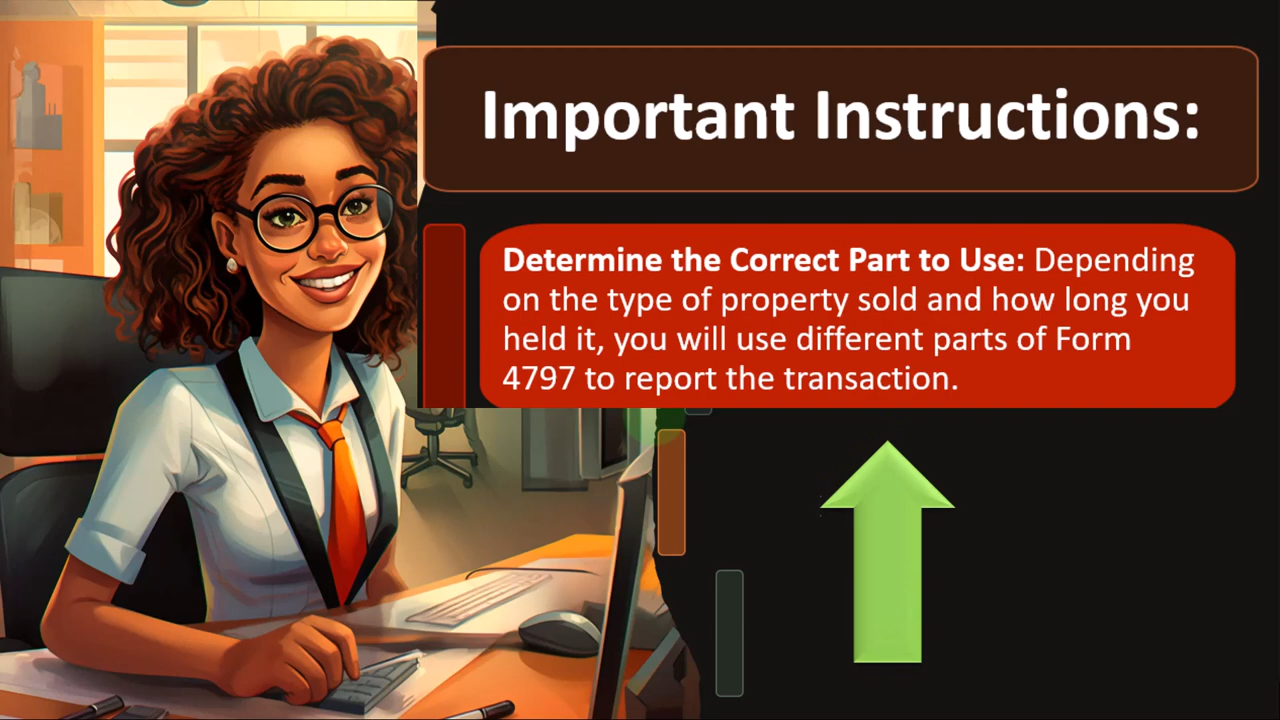 Important Instructions:
Determine the Correct Part to Use: Depending
on the type of property sold and how long you
held it, you will use different parts of Form
4797 to report the transaction.